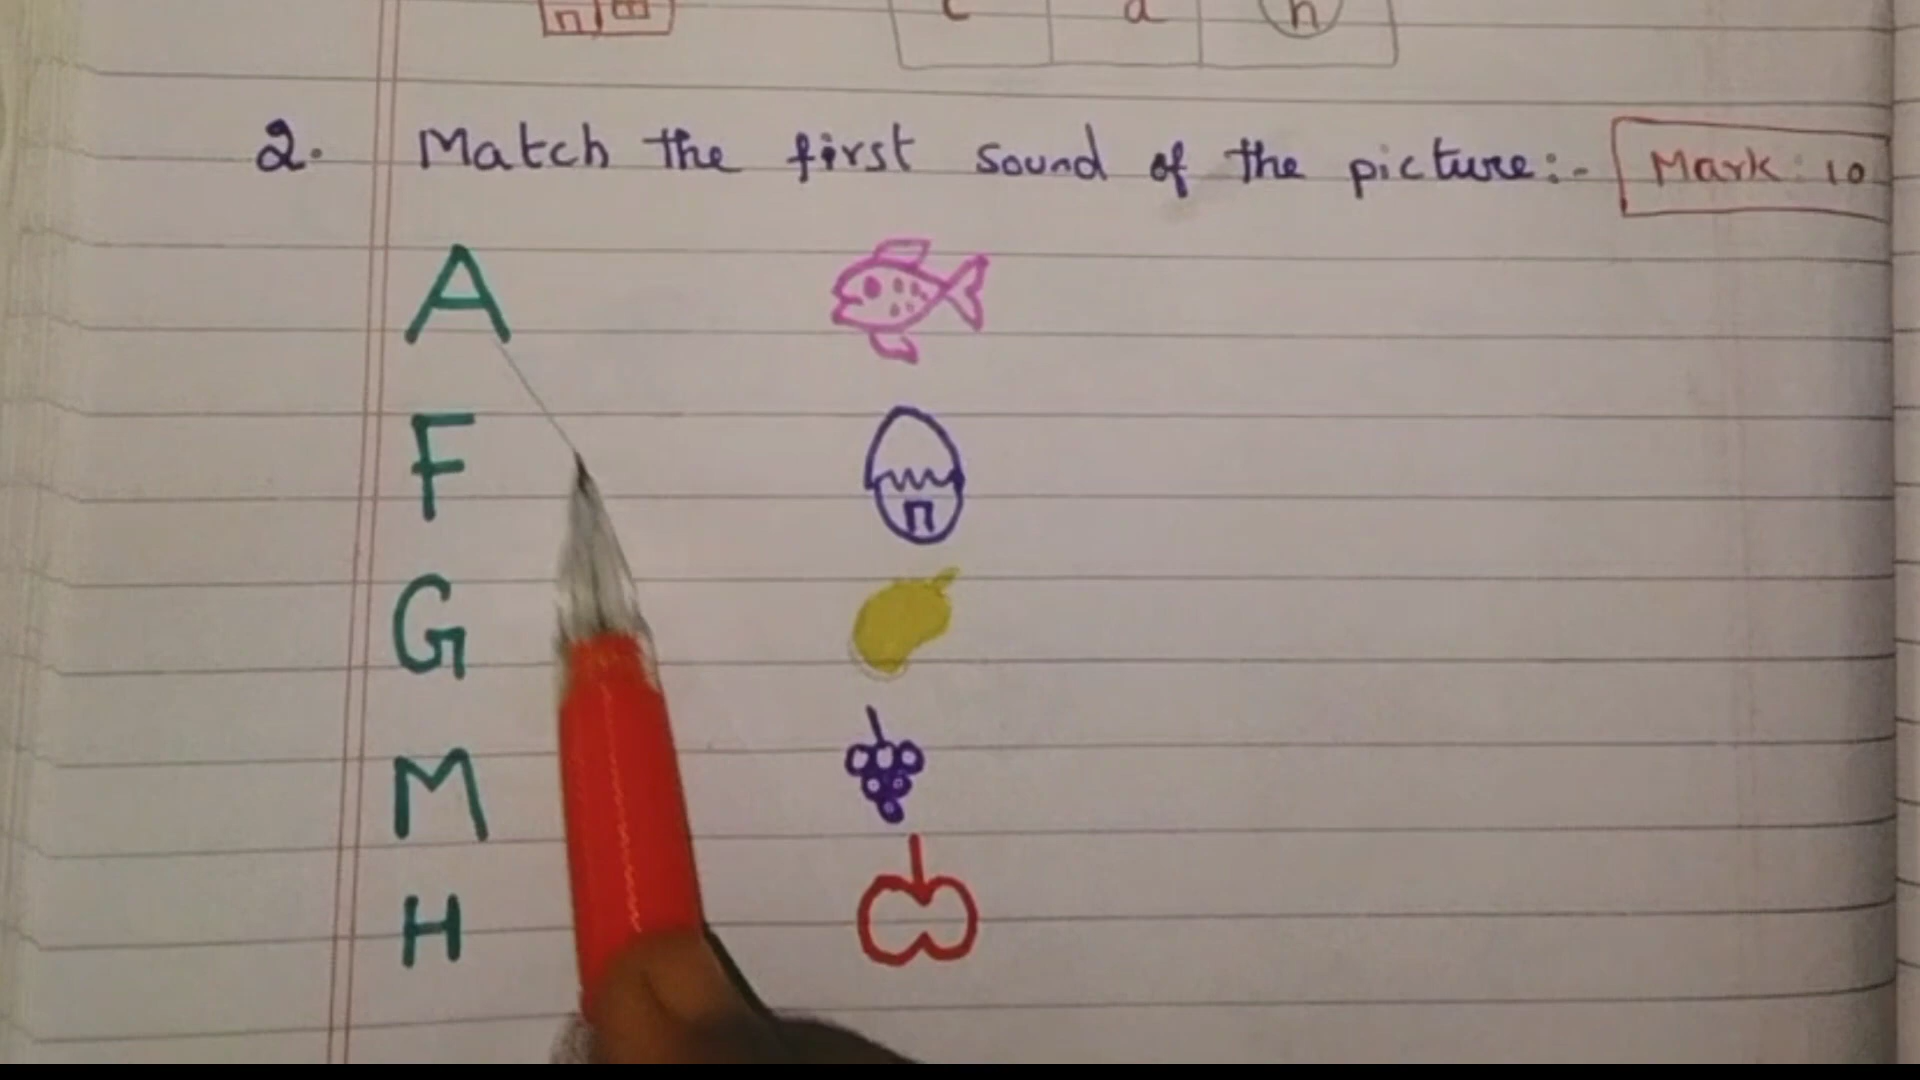 c a h
2. Match the first sound of the picture:- Mark: 10
A
F
G
M
H